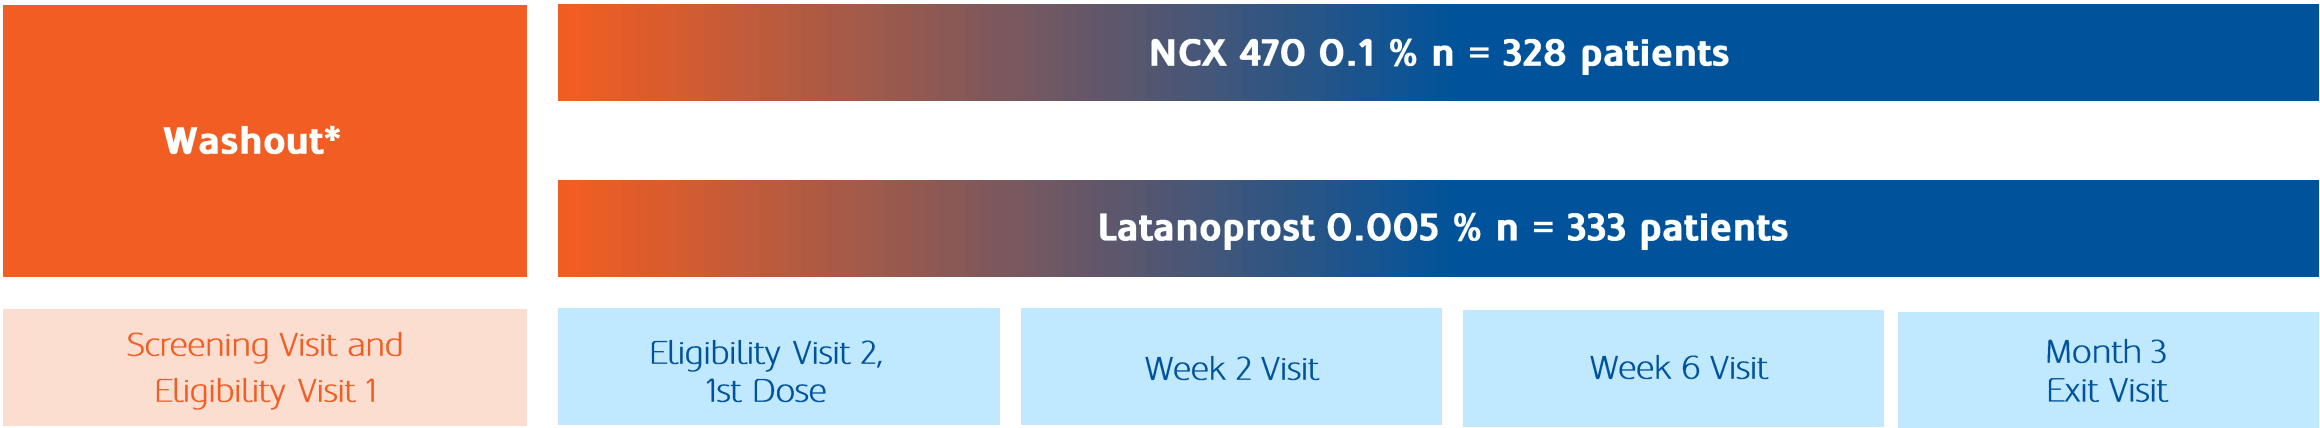 NCX 470 0.1 % n = 328 patients
Washout*
Latanoprost 0.005 % n = 333 patients
Screening Visit and
Eligibility Visit 1
Eligibility Visit 2,
1st Dose
Week 2 Visit
Week 6 Visit
Month 3
Exit Visit